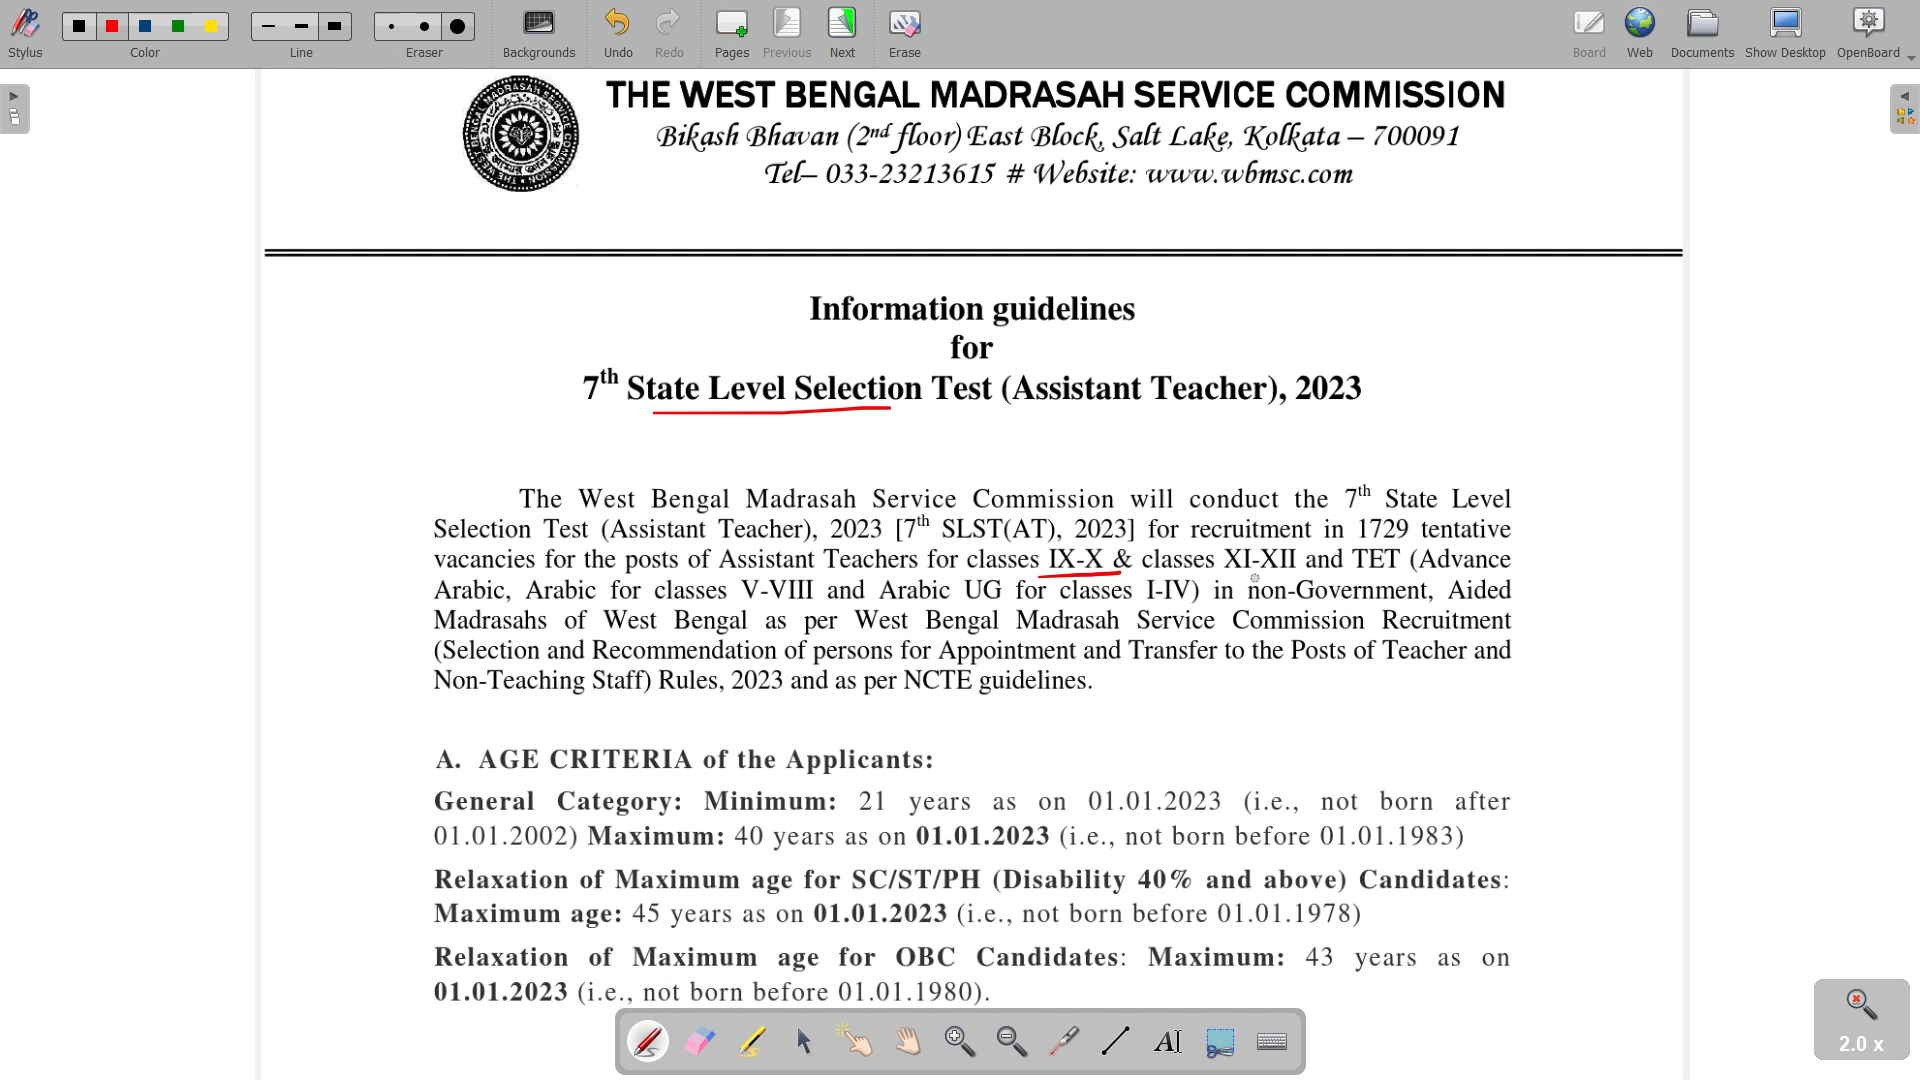 Stylus Color Line Eraser Backgrounds Undo Redo Pages Previous Next Erase Board Web Documents Show Desktop OpenBoard
THE WEST BENGAL MADRASAH SERVICE COMMISSION
Bikash Bhavan (2nd floor) East Block, Salt Lake, Kolkata – 700091
Tel– 033-23213615 # Website: www.wbmsc.com
Information guidelines
for
7th State Level Selection Test (Assistant Teacher), 2023
The West Bengal Madrasah Service Commission will conduct the 7th State Level
Selection Test (Assistant Teacher), 2023 [7th SLST(AT), 2023] for recruitment in 1729 tentative
vacancies for the posts of Assistant Teachers for classes IX-X & classes XI-XII and TET (Advance
Arabic, Arabic for classes V-VIII and Arabic UG for classes I-IV) in non-Government, Aided
Madrasahs of West Bengal as per West Bengal Madrasah Service Commission Recruitment
(Selection and Recommendation of persons for Appointment and Transfer to the Posts of Teacher and
Non-Teaching Staff) Rules, 2023 and as per NCTE guidelines.
A. AGE CRITERIA of the Applicants:
General Category: Minimum: 21 years as on 01.01.2023 (i.e., not born after
01.01.2002) Maximum: 40 years as on 01.01.2023 (i.e., not born before 01.01.1983)
Relaxation of Maximum age for SC/ST/PH (Disability 40% and above) Candidates:
Maximum age: 45 years as on 01.01.2023 (i.e., not born before 01.01.1978)
Relaxation of Maximum age for OBC Candidates: Maximum: 43 years as on
01.01.2023 (i.e., not born before 01.01.1980).
AI
2.0 x